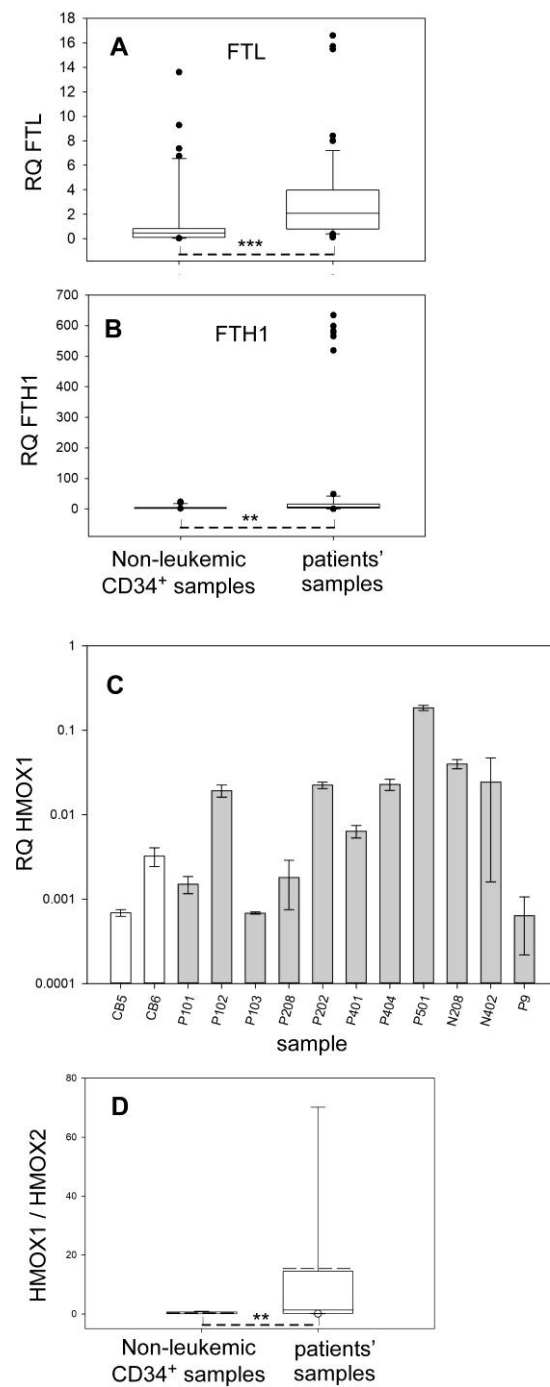 A
FTL
RQ FTL
18
16
14
12
10
8
6
4
2
0
***
B
FTH1
RQ FTH1
700
600
500
400
300
200
100
0
**
Non-leukemic
CD34+ samples
patients'
samples
C
RQ HMOX1
1
0.1
0.01
0.001
0.0001
CB5
CB6
P101
P102
P103
P208
P202
P401
P404
P501
N208
N402
P9
sample
D
HMOX1 / HMOX2
80
60
40
20
0
**
Non-leukemic
CD34+ samples
patients'
samples